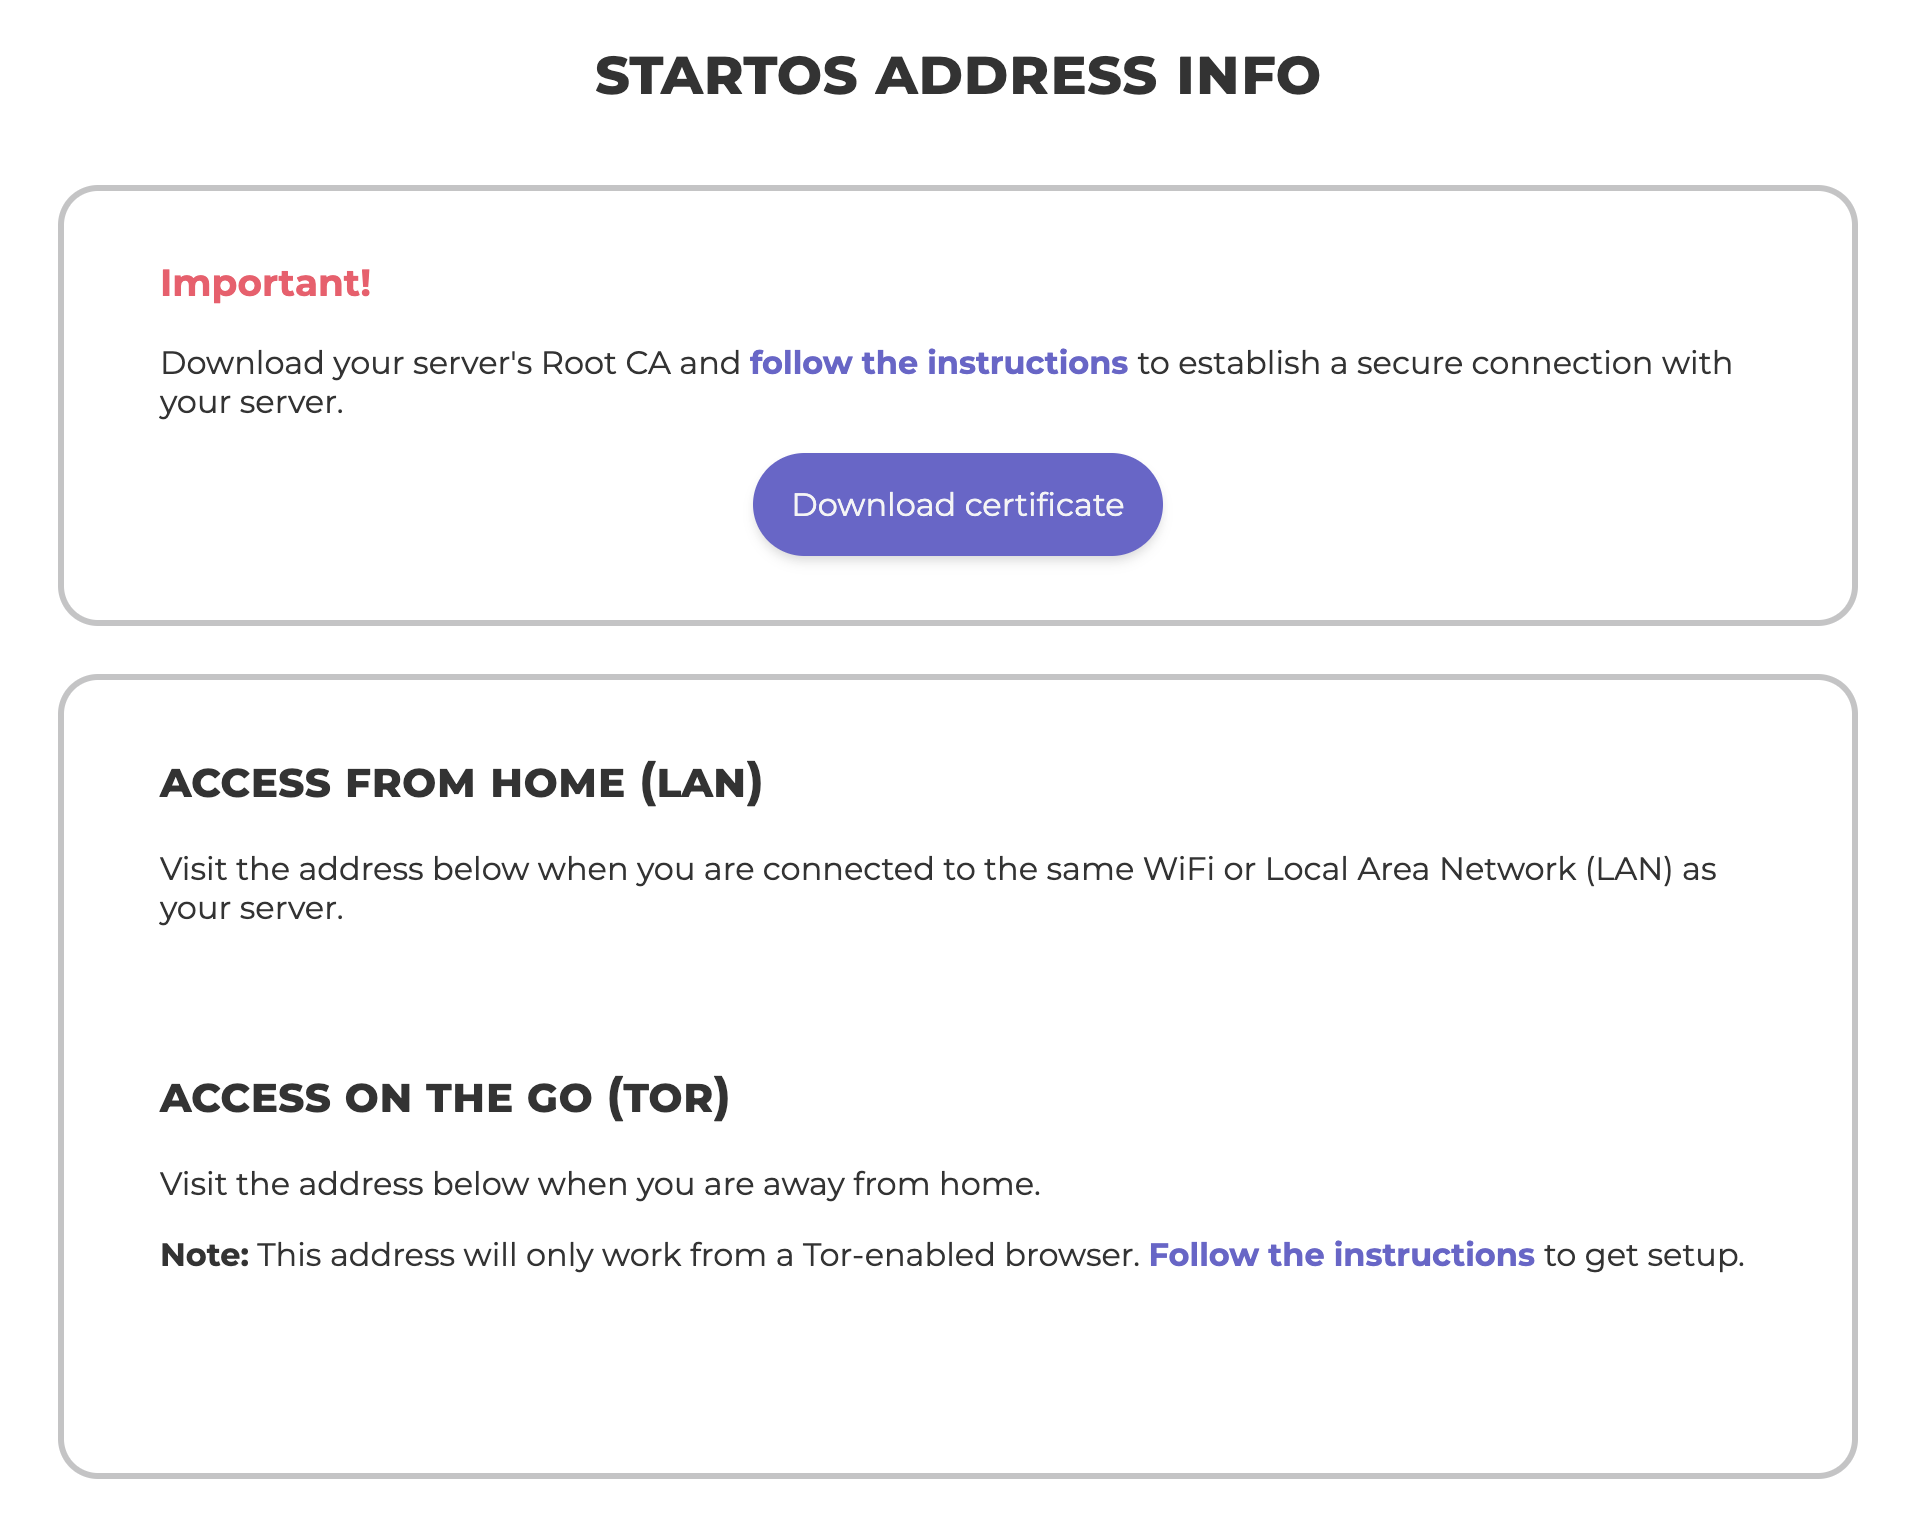 STARTOS ADDRESS INFO
Important!
Download your server's Root CA and follow the instructions to establish a secure connection with
your server.
Download certificate
ACCESS FROM HOME (LAN)
Visit the address below when you are connected to the same WiFi or Local Area Network (LAN) as
your server.
ACCESS ON THE GO (TOR)
Visit the address below when you are away from home.
Note: This address will only work from a Tor-enabled browser. Follow the instructions to get setup.